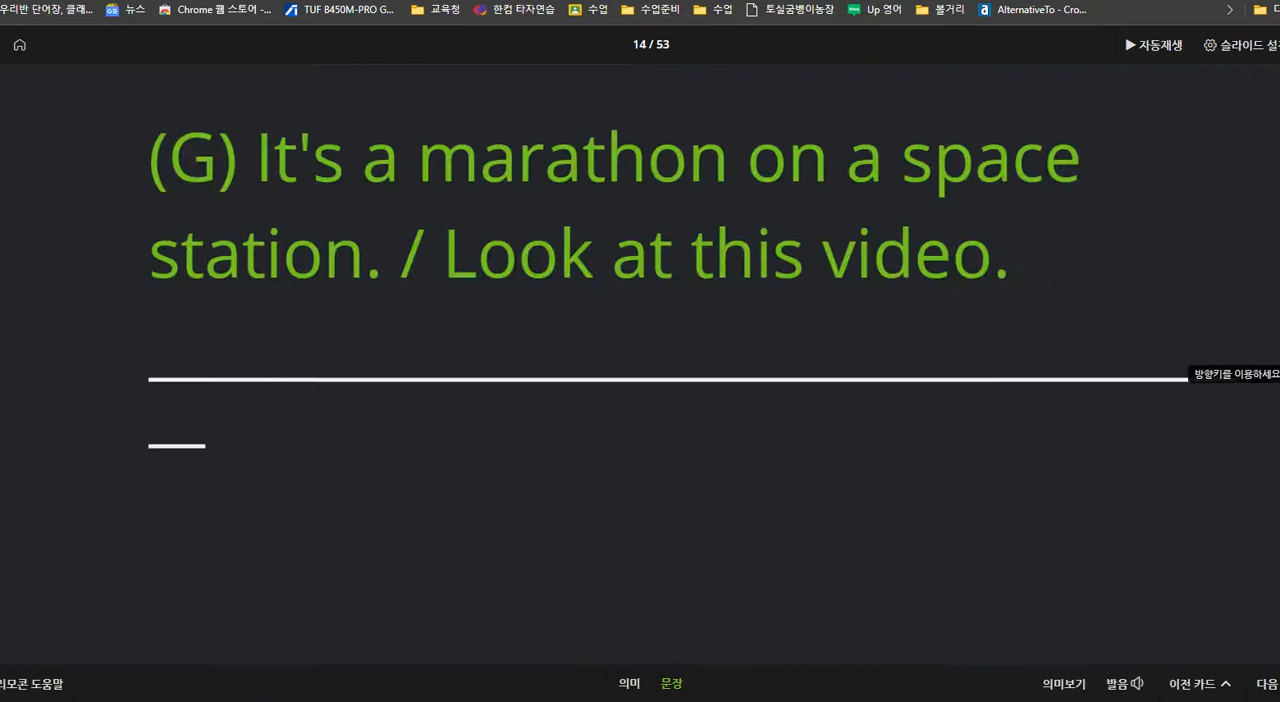 우리반 단어장, 클래... 뉴스 Chrome 웹 스토어 -... TUF B450M-PRO G... 교육청 한컴 타자연습 수업 수업준비 수업 토실굼벵이농장 Up 영어 볼거리 AlternativeTo - Cro...
14 / 53 자동재생 슬라이드 설
(G) It's a marathon on a space
station. / Look at this video.
방향키를 이용하세요
리모콘 도움말 의미 문장 의미보기 발음 이전 카드 다음